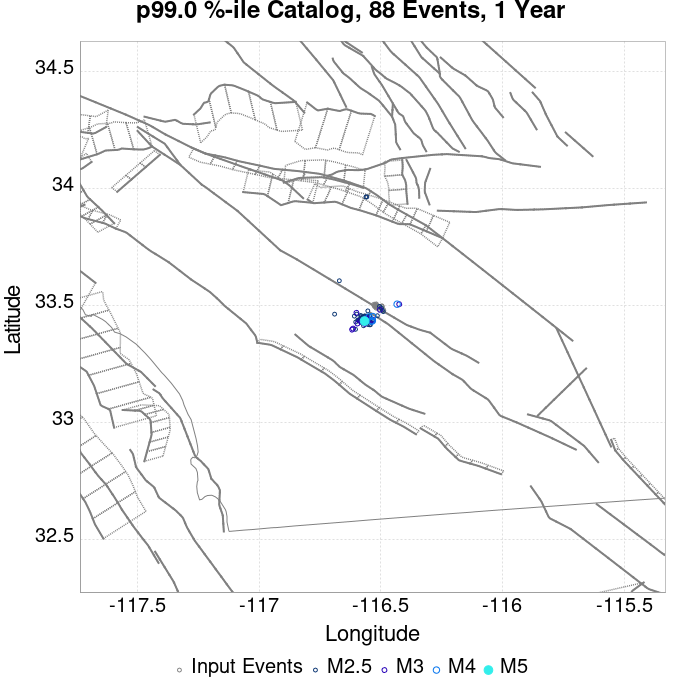 p99.0 %-ile Catalog, 88 Events, 1 Year
34.5
34
33.5
33
32.5
Latitude
-117.5 -117 -116.5 -116 -115.5
Longitude
Input Events M2.5 M3 M4 M5